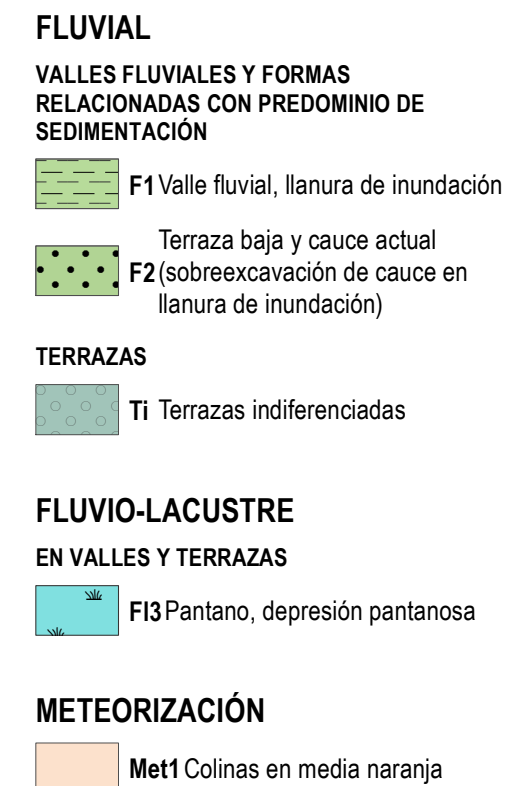 FLUVIAL
VALLES FLUVIALES Y FORMAS
RELACIONADAS CON PREDOMINIO DE
SEDIMENTACIÓN
F1 Valle fluvial, llanura de inundación
Terraza baja y cauce actual
F2 (sobreexcavación de cauce en
llanura de inundación)
TERRAZAS
Ti Terrazas indiferenciadas
FLUVIO-LACUSTRE
EN VALLES Y TERRAZAS
Fl3 Pantano, depresión pantanosa
METEORIZACIÓN
Met1 Colinas en media naranja